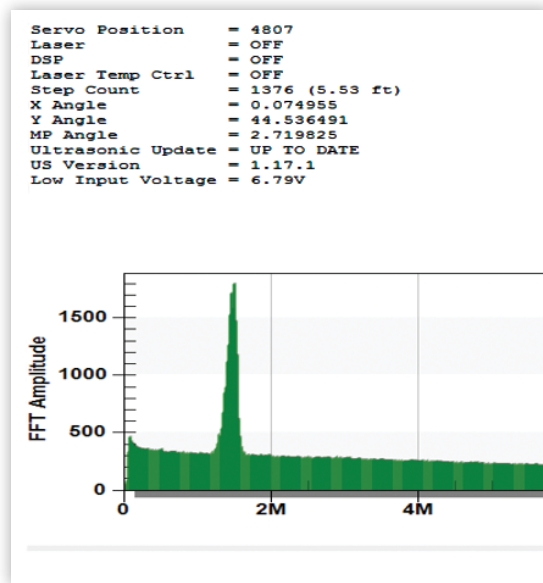 Servo Position = 4807
Laser = OFF
DSP = OFF
Laser Temp Ctrl = OFF
Step Count = 1376 (5.53 ft)
X Angle = 0.074955
Y Angle = 44.536491
MP Angle = 2.719825
Ultrasonic Update = UP TO DATE
US Version = 1.17.1
Low Input Voltage = 6.79V
FFT Amplitude
1500
1000
500
0
0 2M 4M